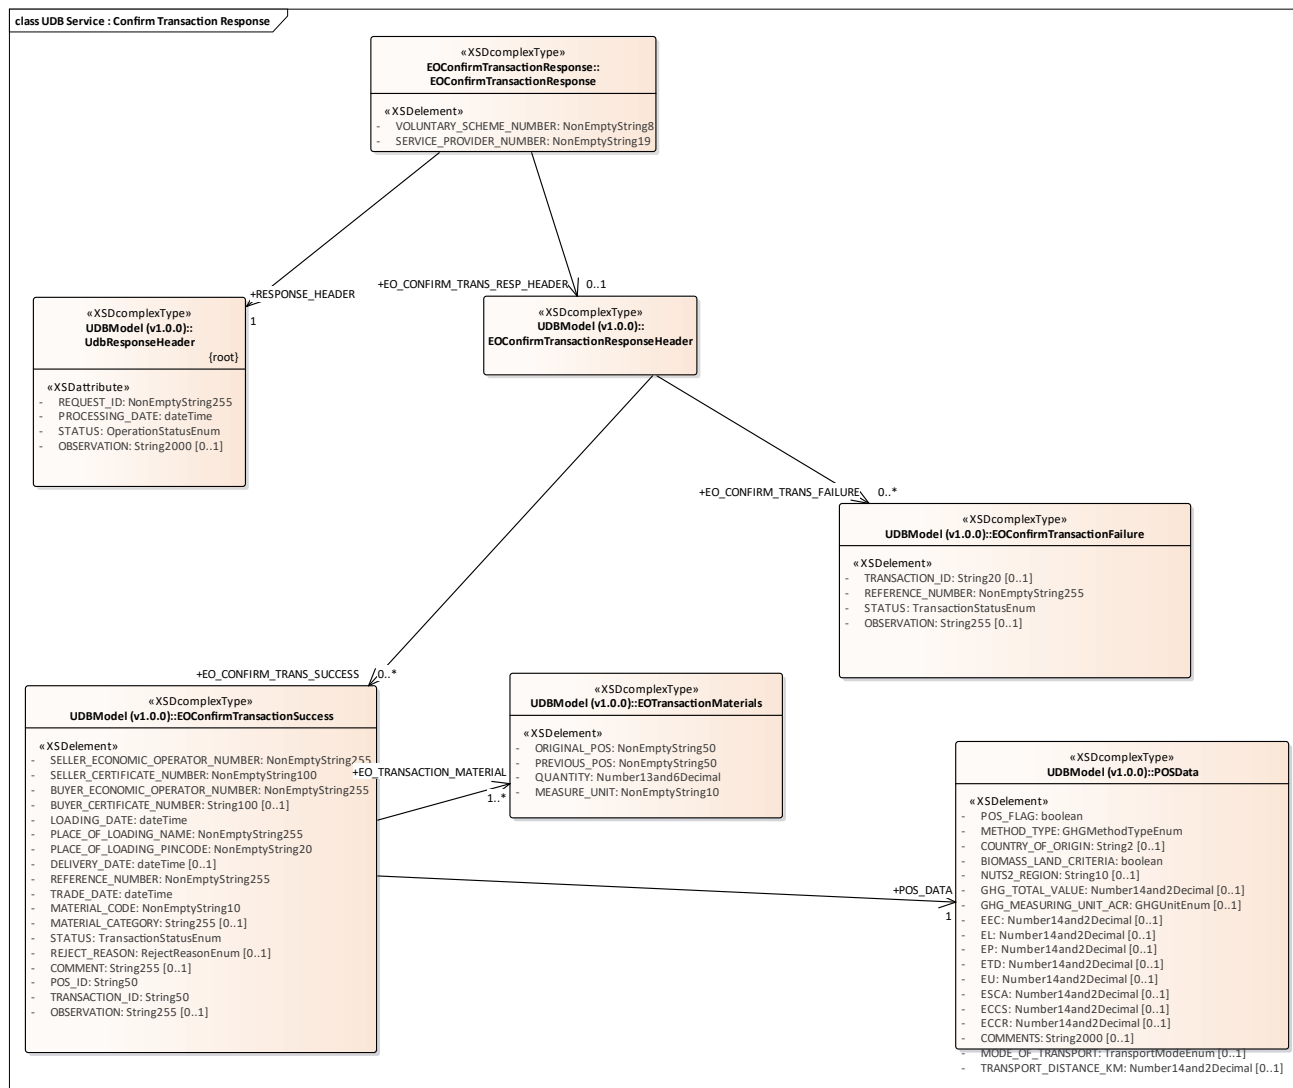 class UDB Service : Confirm Transaction Response
«XSDcomplexType»
EOConfirmTransactionResponse::
EOConfirmTransactionResponse
«XSDelement»
- VOLUNTARY_SCHEME_NUMBER: NonEmptyString8
- SERVICE_PROVIDER_NUMBER: NonEmptyString19
+RESPONSE_HEADER
1
+EO_CONFIRM_TRANS_RESP_HEADER
0..1
«XSDcomplexType»
UDBModel (v1.0.0)::
UdbResponseHeader
{root}
«XSDattribute»
- REQUEST_ID: NonEmptyString255
- PROCESSING_DATE: dateTime
- STATUS: OperationStatusEnum
- OBSERVATION: String2000 [0..1]
«XSDcomplexType»
UDBModel (v1.0.0)::
EOConfirmTransactionResponseHeader
+EO_CONFIRM_TRANS_FAILURE
0..*
«XSDcomplexType»
UDBModel (v1.0.0)::EOConfirmTransactionFailure
«XSDelement»
- TRANSACTION_ID: String20 [0..1]
- REFERENCE_NUMBER: NonEmptyString255
- STATUS: TransactionStatusEnum
- OBSERVATION: String255 [0..1]
+EO_CONFIRM_TRANS_SUCCESS
0..*
«XSDcomplexType»
UDBModel (v1.0.0)::EOConfirmTransactionSuccess
«XSDelement»
- SELLER_ECONOMIC_OPERATOR_NUMBER: NonEmptyString255
- SELLER_CERTIFICATE_NUMBER: NonEmptyString100
- BUYER_ECONOMIC_OPERATOR_NUMBER: NonEmptyString255
- BUYER_CERTIFICATE_NUMBER: String100 [0..1]
- LOADING_DATE: dateTime
- PLACE_OF_LOADING_NAME: NonEmptyString255
- PLACE_OF_LOADING_PINCODE: NonEmptyString20
- DELIVERY_DATE: dateTime [0..1]
- REFERENCE_NUMBER: NonEmptyString255
- TRADE_DATE: dateTime
- MATERIAL_CODE: NonEmptyString10
- MATERIAL_CATEGORY: String255 [0..1]
- STATUS: TransactionStatusEnum
- REJECT_REASON: RejectReasonEnum [0..1]
- COMMENT: String255 [0..1]
- POS_ID: String50
- TRANSACTION_ID: String50
- OBSERVATION: String255 [0..1]
+EO_TRANSACTION_MATERIAL
1..*
«XSDcomplexType»
UDBModel (v1.0.0)::EOTransactionMaterials
«XSDelement»
- ORIGINAL_POS: NonEmptyString50
- PREVIOUS_POS: NonEmptyString50
- QUANTITY: Number13and6Decimal
- MEASURE_UNIT: NonEmptyString10
+POS_DATA
1
«XSDcomplexType»
UDBModel (v1.0.0)::POSData
«XSDelement»
- POS_FLAG: boolean
- METHOD_TYPE: GHGMethodTypeEnum
- COUNTRY_OF_ORIGIN: String2 [0..1]
- BIOMASS_LAND_CRITERIA: boolean
- NUTS2_REGION: String10 [0..1]
- GHG_TOTAL_VALUE: Number14and2Decimal [0..1]
- GHG_MEASURING_UNIT_ACR: GHGUnitEnum [0..1]
- EEC: Number14and2Decimal [0..1]
- EL: Number14and2Decimal [0..1]
- EP: Number14and2Decimal [0..1]
- ETD: Number14and2Decimal [0..1]
- EU: Number14and2Decimal [0..1]
- ESCA: Number14and2Decimal [0..1]
- ECCS: Number14and2Decimal [0..1]
- ECCR: Number14and2Decimal [0..1]
- COMMENTS: String2000 [0..1]
- MODE_OF_TRANSPORT: TransportModeEnum [0..1]
- TRANSPORT_DISTANCE_KM: Number14and2Decimal [0..1]